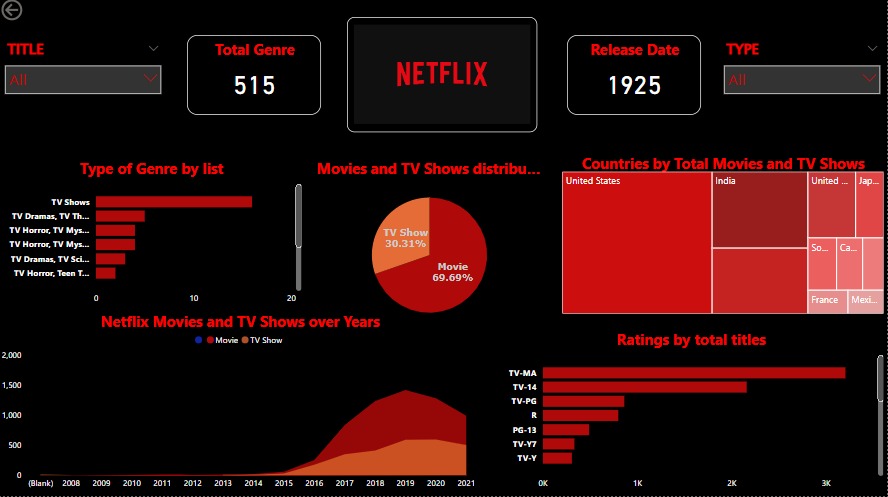 TITLE
All
Total Genre
515
NETFLIX
Release Date
1925
TYPE
All
Type of Genre by list
TV Shows
TV Dramas, TV Th...
TV Horror, TV Mys...
TV Horror, TV Mys...
TV Dramas, TV Sci...
TV Horror, Teen T...
0 10 20
Movies and TV Shows distribu...
TV Show
30.31%
Movie
69.69%
Countries by Total Movies and TV Shows
United States
India
United ...
Jap...
So...
Ca...
France
Mexi...
Netflix Movies and TV Shows over Years
Movie TV Show
2,000
1,500
1,000
500
0
(Blank) 2008 2009 2010 2011 2012 2013 2014 2015 2016 2017 2018 2019 2020 2021
Ratings by total titles
TV-MA
TV-14
TV-PG
R
PG-13
TV-Y7
TV-Y
0K 1K 2K 3K